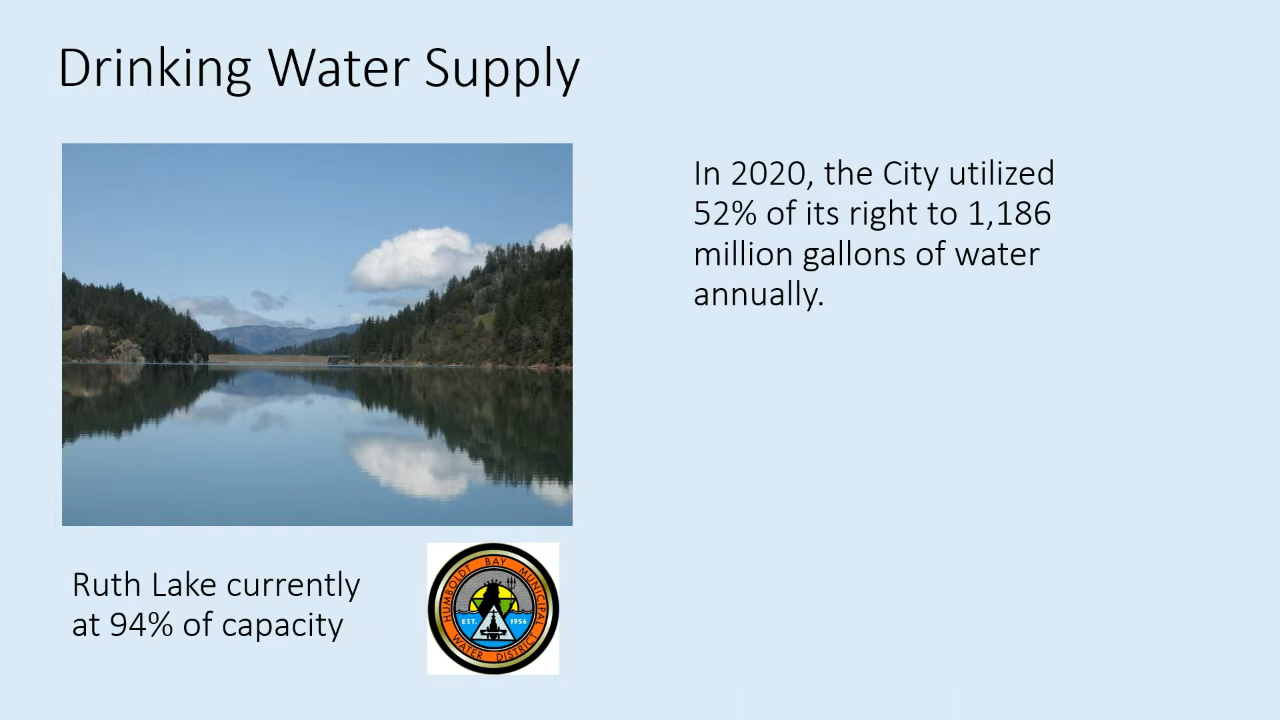 Drinking Water Supply
In 2020, the City utilized
52% of its right to 1,186
million gallons of water
annually.
Ruth Lake currently
at 94% of capacity
HUMBOLDT BAY MUNICIPAL
EST. 1956
WATER DISTRICT